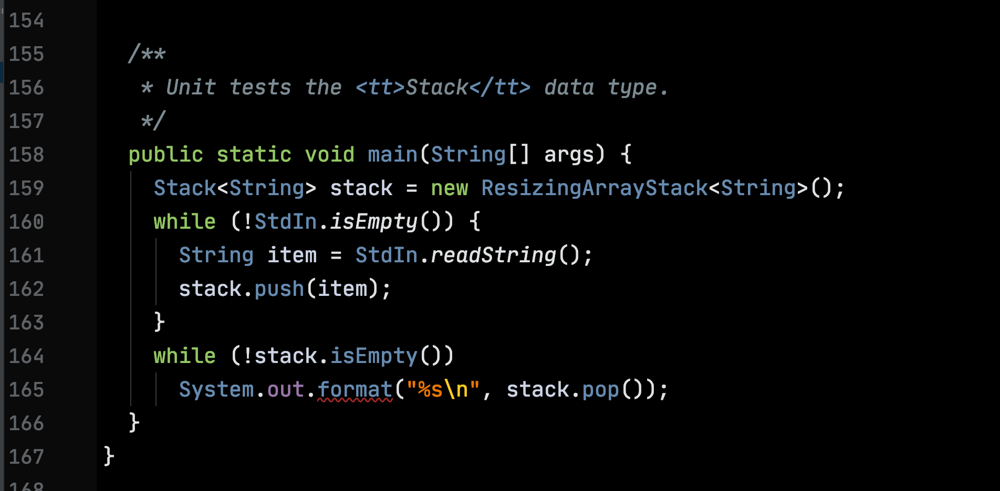 154
155 /**
156 * Unit tests the <tt>Stack</tt> data type.
157 */
158 public static void main(String[] args) {
159 Stack<String> stack = new ResizingArrayStack<String>();
160 while (!StdIn.isEmpty()) {
161 String item = StdIn.readString();
162 stack.push(item);
163 }
164 while (!stack.isEmpty())
165 System.out.format("%s\n", stack.pop());
166 }
167 }
168